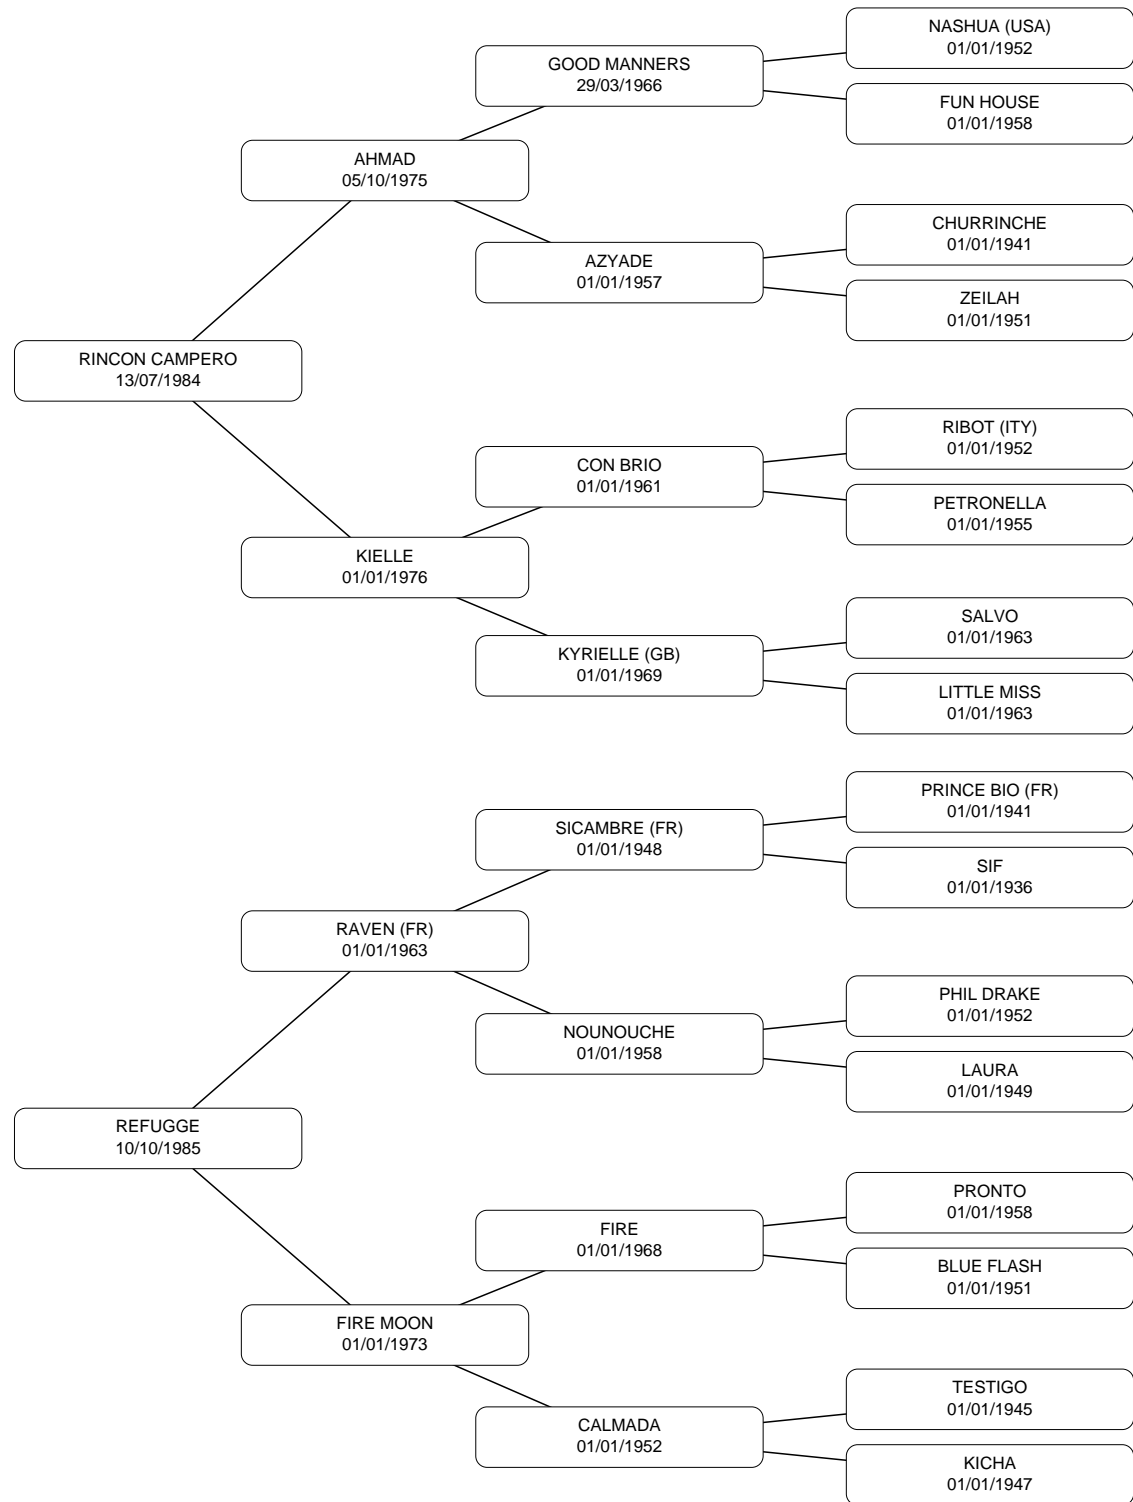 NASHUA (USA)
01/01/1952
GOOD MANNERS
29/03/1966
FUN HOUSE
01/01/1958
AHMAD
05/10/1975
CHURRINCHE
01/01/1941
AZYADE
01/01/1957
ZEILAH
01/01/1951
RINCON CAMPERO
13/07/1984
RIBOT (ITY)
01/01/1952
CON BRIO
01/01/1961
PETRONELLA
01/01/1955
KIELLE
01/01/1976
SALVO
01/01/1963
KYRIELLE (GB)
01/01/1969
LITTLE MISS
01/01/1963
PRINCE BIO (FR)
01/01/1941
SICAMBRE (FR)
01/01/1948
SIF
01/01/1936
RAVEN (FR)
01/01/1963
PHIL DRAKE
01/01/1952
NOUNOUCHE
01/01/1958
LAURA
01/01/1949
REFUGGE
10/10/1985
PRONTO
01/01/1958
FIRE
01/01/1968
BLUE FLASH
01/01/1951
FIRE MOON
01/01/1973
TESTIGO
01/01/1945
CALMADA
01/01/1952
KICHA
01/01/1947